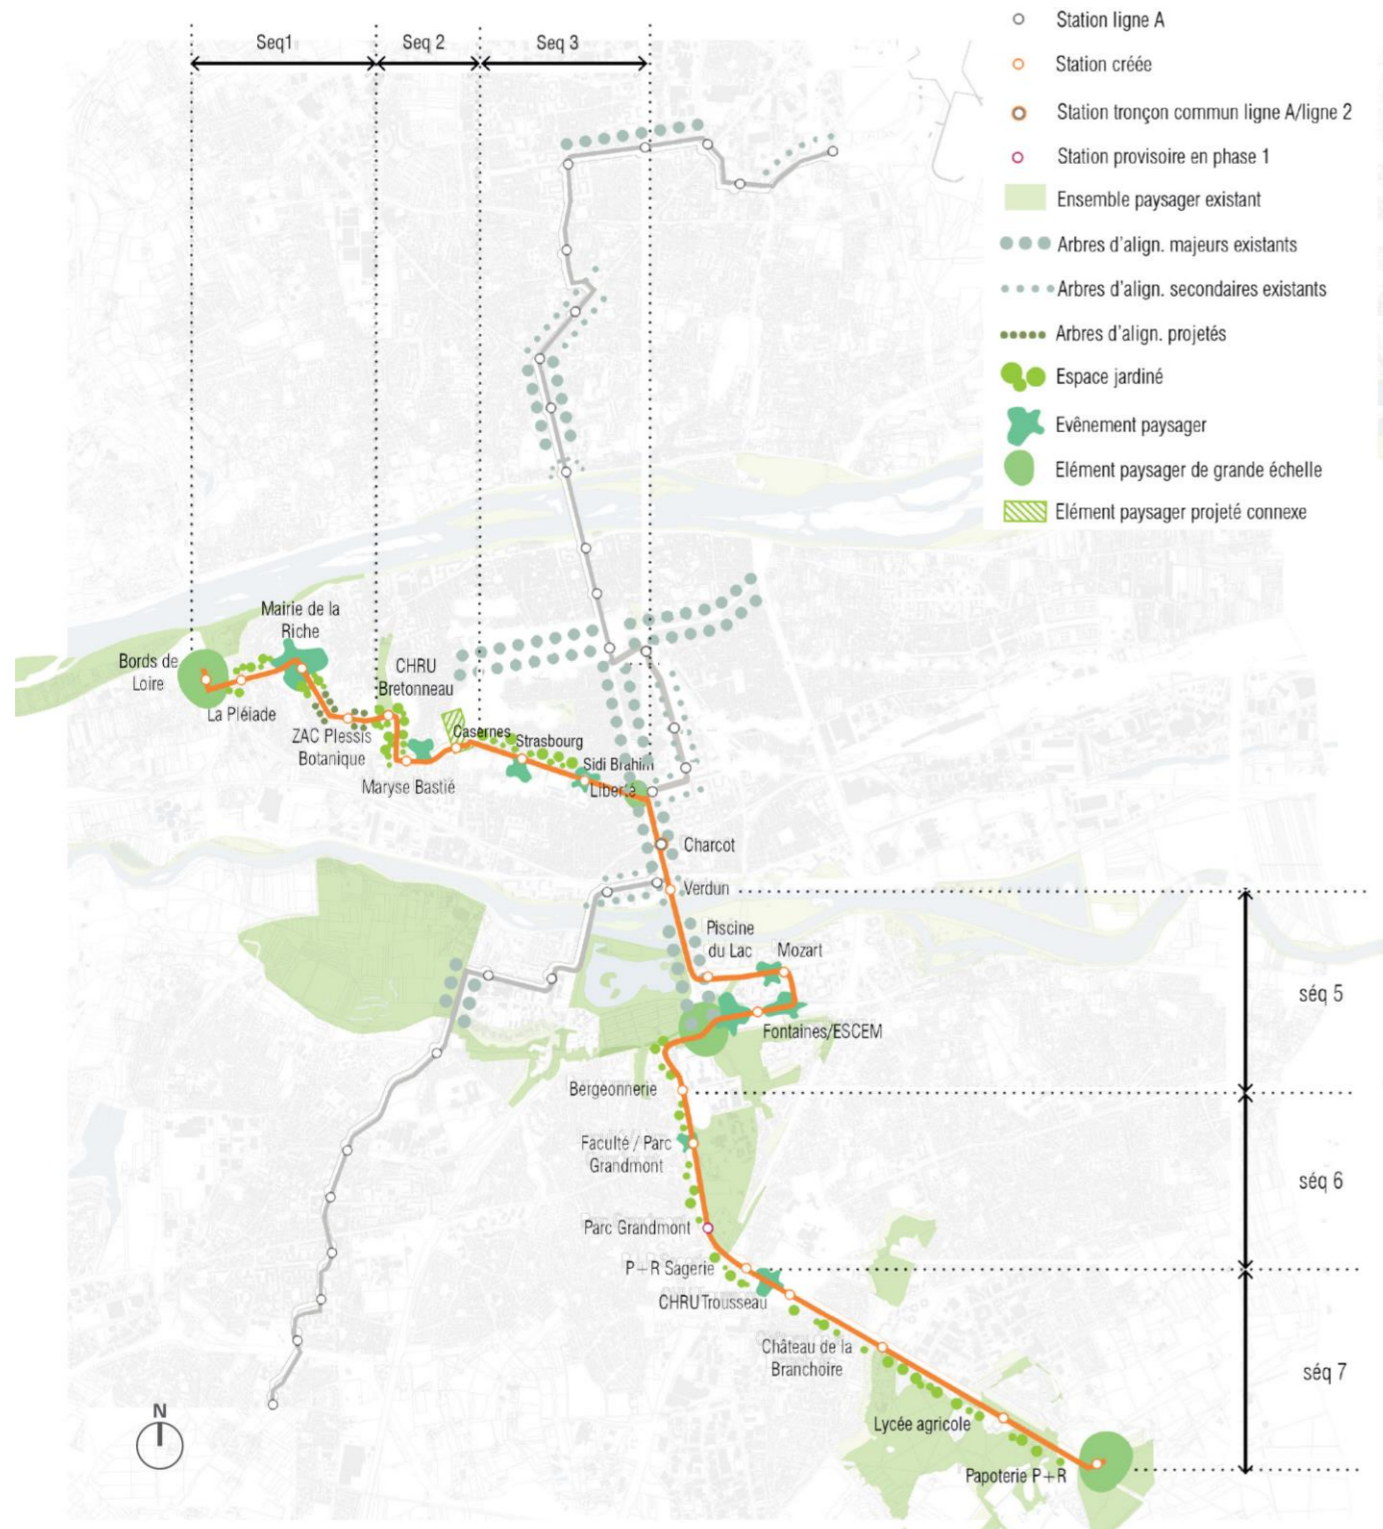 Seq1
Seq 2
Seq 3
Station ligne A
Station créée
Station tronçon commun ligne A/ligne 2
Station provisoire en phase 1
Ensemble paysager existant
Arbres d'align. majeurs existants
Arbres d'align. secondaires existants
Arbres d'align. projetés
Espace jardiné
Evênement paysager
Elément paysager de grande échelle
Elément paysager projeté connexe
Mairie de la
Riche
Bords de
Loire
La Pléiade
CHRU
Bretonneau
ZAC Plessis
Botanique
Maryse Bastié
Casernes
Strasbourg
Sidi Brahim
Liberté
Charcot
Verdun
Piscine
du Lac
Mozart
Fontaines/ESCEM
séq 5
Bergeonnerie
Faculté / Parc
Grandmont
séq 6
Parc Grandmont
P+R Sagerie
CHRU Trousseau
Château de la
Branchoire
séq 7
Lycée agricole
Papoterie P+R
N